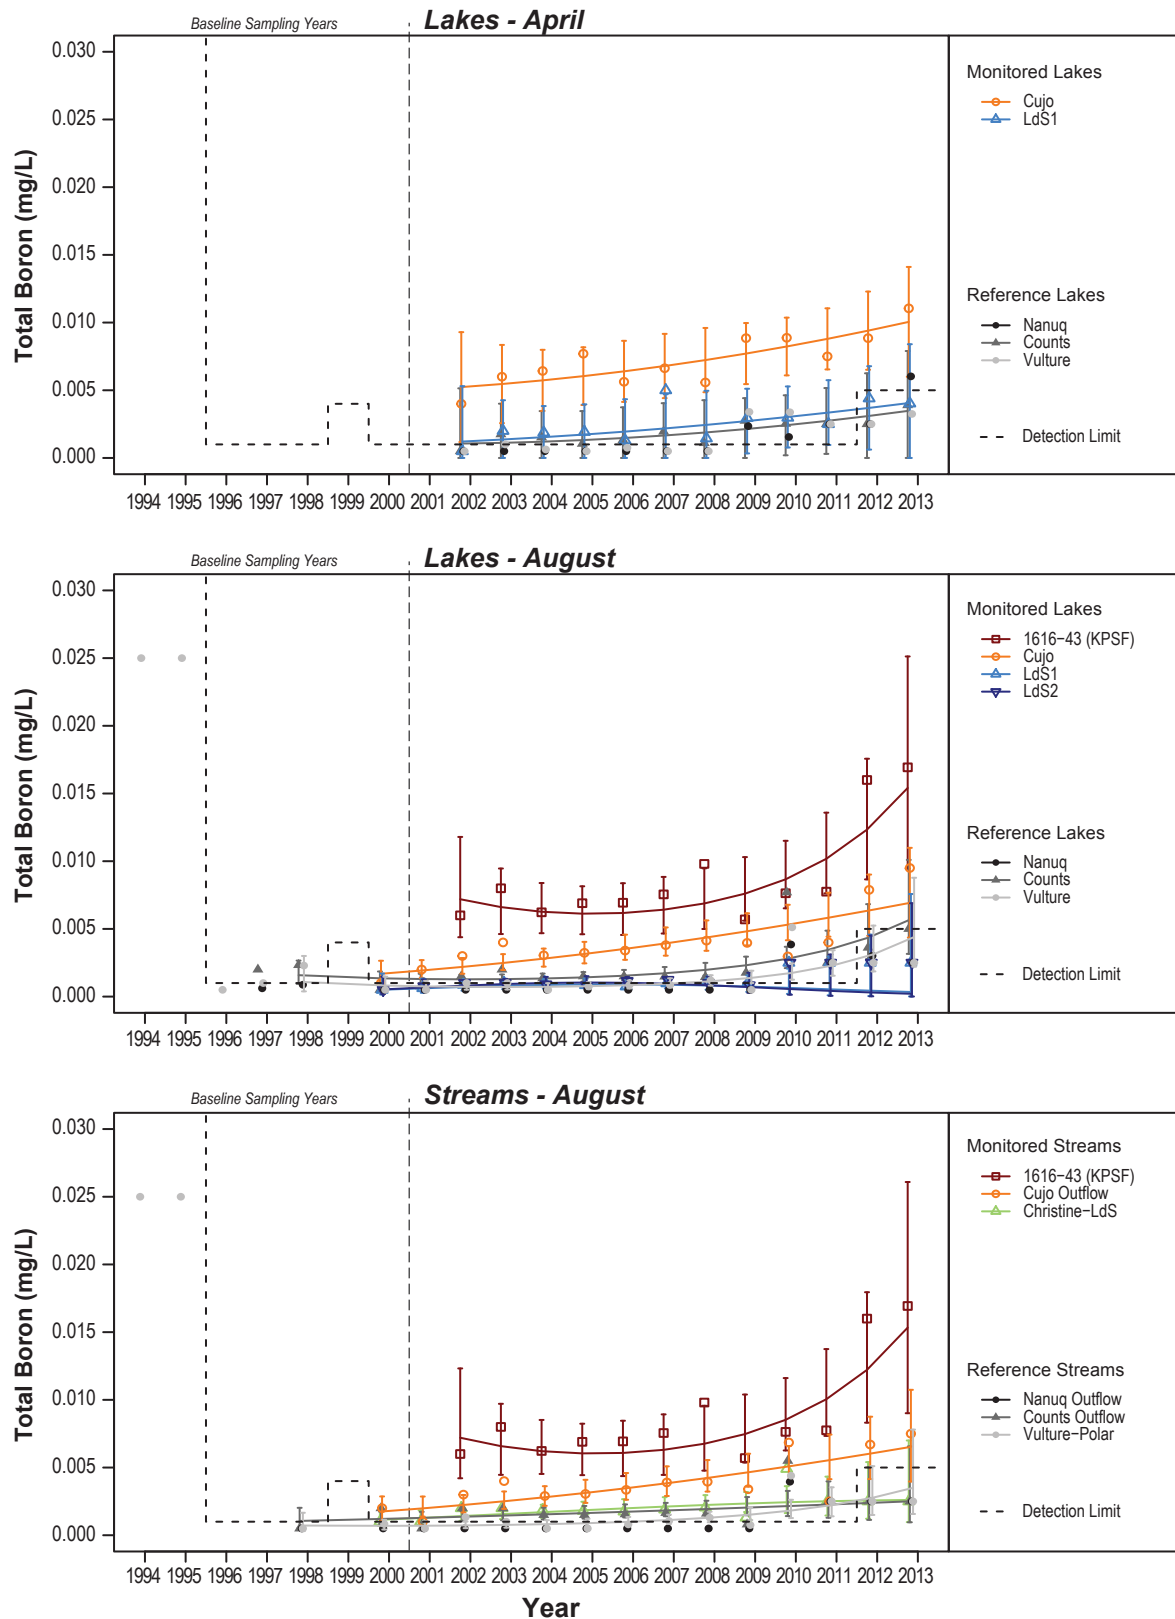 Baseline Sampling Years
Lakes - April
Total Boron (mg/L)
0.030
0.025
0.020
0.015
0.010
0.005
0.000
1994 1995 1996 1997 1998 1999 2000 2001 2002 2003 2004 2005 2006 2007 2008 2009 2010 2011 2012 2013
Monitored Lakes
Cujo
LdS1
Reference Lakes
Nanuq
Counts
Vulture
Detection Limit
Baseline Sampling Years
Lakes - August
Total Boron (mg/L)
0.030
0.025
0.020
0.015
0.010
0.005
0.000
1994 1995 1996 1997 1998 1999 2000 2001 2002 2003 2004 2005 2006 2007 2008 2009 2010 2011 2012 2013
Monitored Lakes
1616−43 (KPSF)
Cujo
LdS1
LdS2
Reference Lakes
Nanuq
Counts
Vulture
Detection Limit
Baseline Sampling Years
Streams - August
Total Boron (mg/L)
0.030
0.025
0.020
0.015
0.010
0.005
0.000
1994 1995 1996 1997 1998 1999 2000 2001 2002 2003 2004 2005 2006 2007 2008 2009 2010 2011 2012 2013
Year
Monitored Streams
1616−43 (KPSF)
Cujo Outflow
Christine−LdS
Reference Streams
Nanuq Outflow
Counts Outflow
Vulture−Polar
Detection Limit